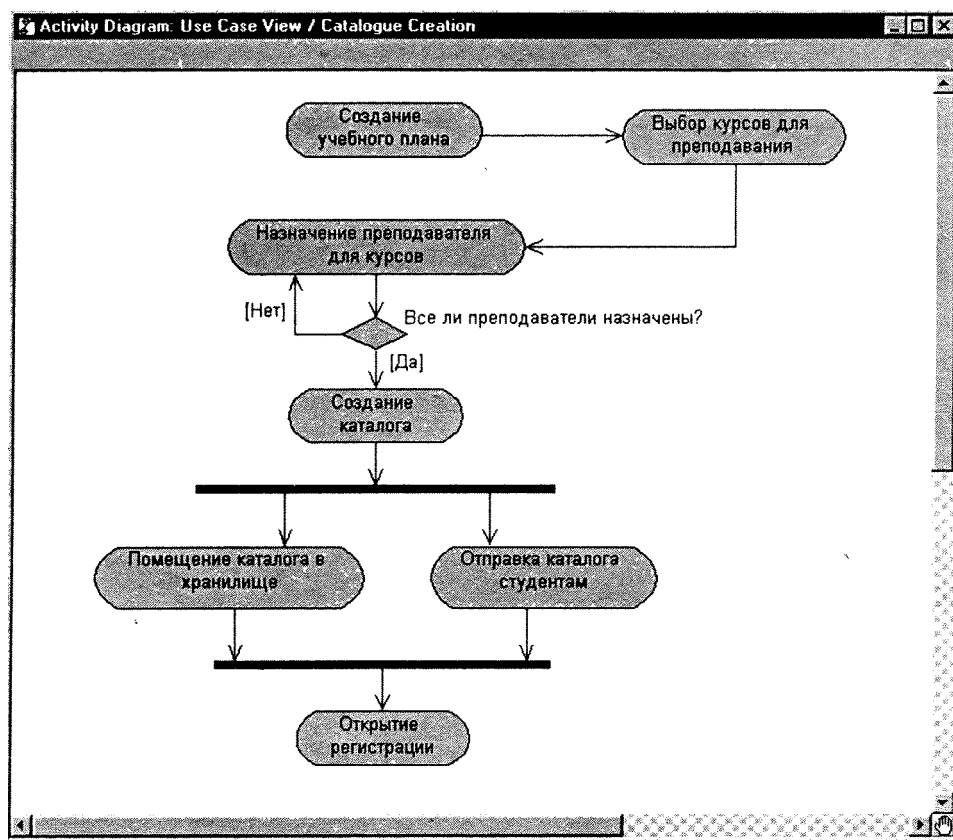 Activity Diagram: Use Case View / Catalogue Creation
Создание
учебного плана
Выбор курсов для
преподавания
Назначение преподавателя
для курсов
[Нет]
Все ли преподаватели назначены?
[Да]
Создание
каталога
Помещение каталога в
хранилище
Отправка каталога
студентам
Открытие
регистрации